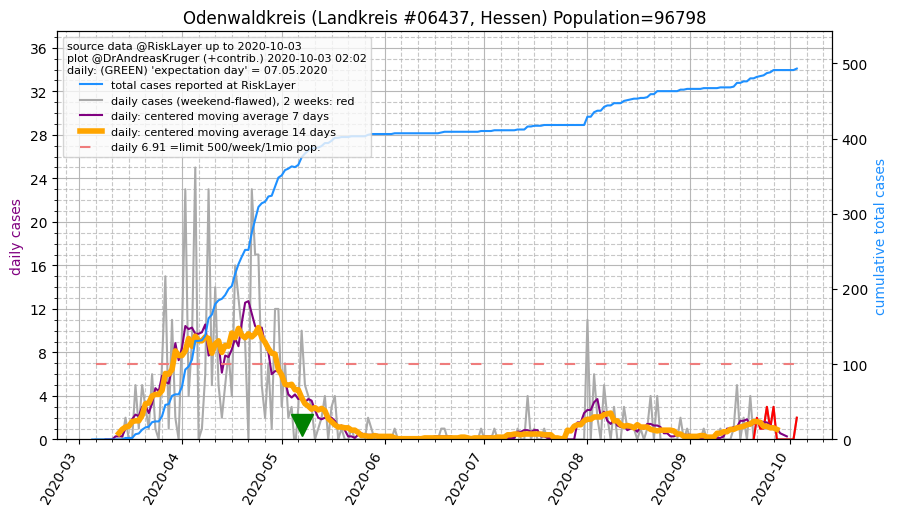 Odenwaldkreis (Landkreis #06437, Hessen) Population=96798
source data @RiskLayer up to 2020-10-03
plot @DrAndreasKruger (+contrib.) 2020-10-03 02:02
daily: (GREEN) 'expectation day' = 07.05.2020
total cases reported at RiskLayer
daily cases (weekend-flawed), 2 weeks: red
daily: centered moving average 7 days
daily: centered moving average 14 days
daily 6.91 =limit 500/week/1mio pop.
daily cases
36
32
28
24
20
16
12
8
4
0
cumulative total cases
500
400
300
200
100
0
2020-03
2020-04
2020-05
2020-06
2020-07
2020-08
2020-09
2020-10